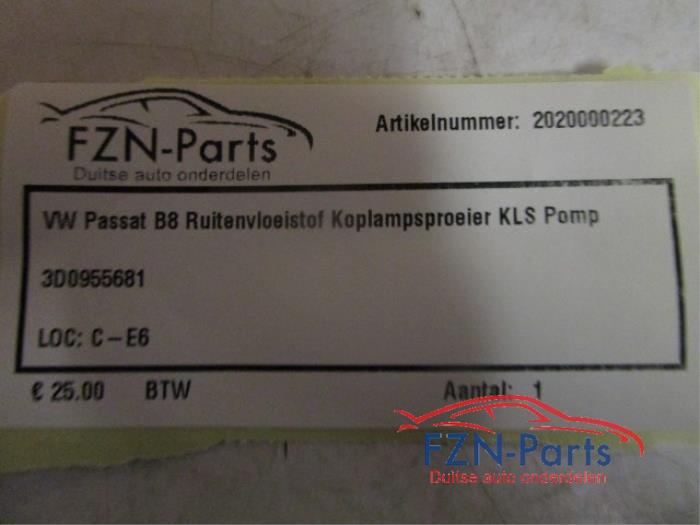 FZN-Parts
Duitse auto onderdelen
Artikelnummer: 2020000223
VW Passat B8 Ruitenvloeistof Koplampsproeier KLS Pomp
3D0955681
LOC: C-E6
€ 25.00 BTW
Aantal: 1
FZN-Parts
Duitse auto onderdelen